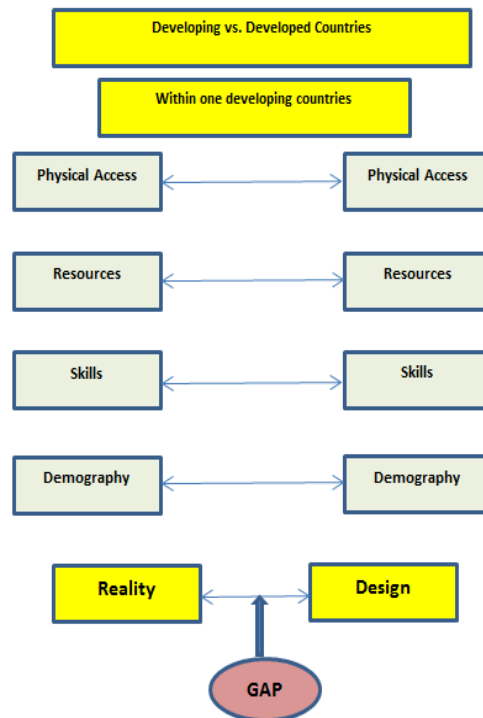 Developing vs. Developed Countries
Within one developing countries
Physical Access
Physical Access
Resources
Resources
Skills
Skills
Demography
Demography
Reality
Design
GAP